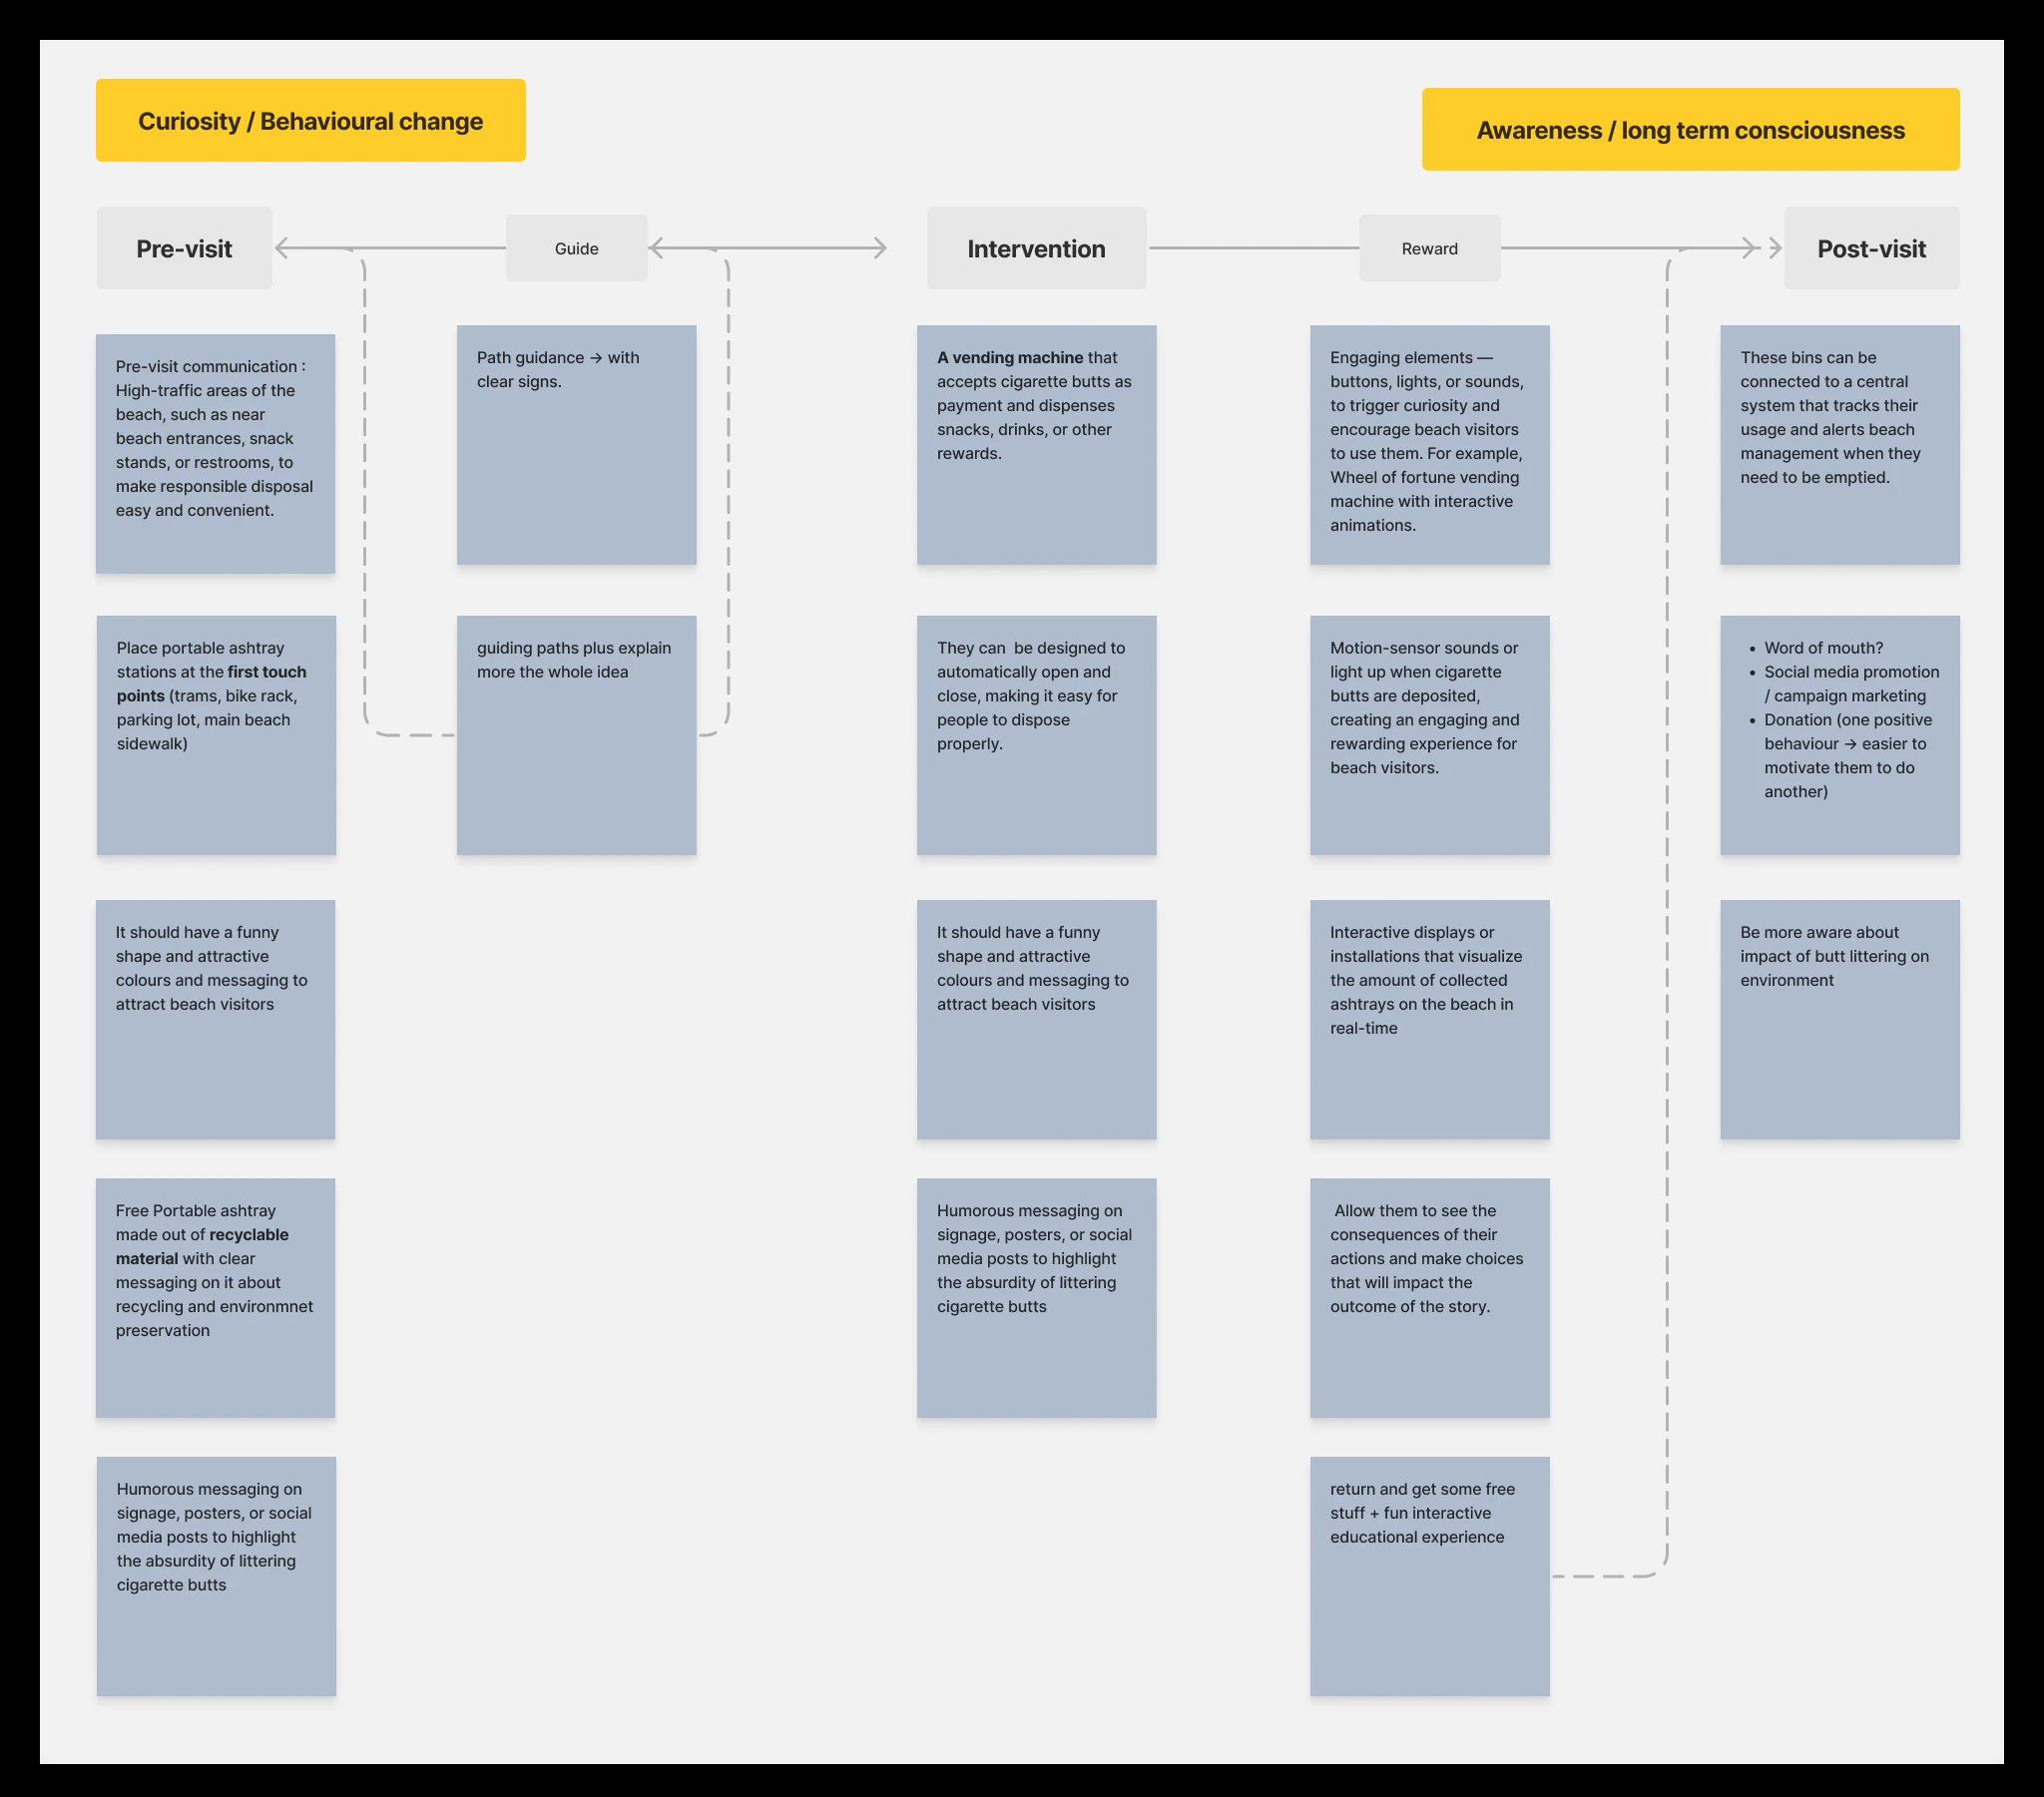 Curiosity / Behavioural change
Awareness / long term consciousness
Pre-visit
Guide
Intervention
Reward
Post-visit
Pre-visit communication :
High-traffic areas of the
beach, such as near
beach entrances, snack
stands, or restrooms, to
make responsible disposal
easy and convenient.
Place portable ashtray
stations at the first touch
points (trams, bike rack,
parking lot, main beach
sidewalk)
It should have a funny
shape and attractive
colours and messaging to
attract beach visitors
Free Portable ashtray
made out of recyclable
material with clear
messaging on it about
recycling and environmnet
preservation
Humorous messaging on
signage, posters, or social
media posts to highlight
the absurdity of littering
cigarette butts
Path guidance → with
clear signs.
guiding paths plus explain
more the whole idea
A vending machine that
accepts cigarette butts as
payment and dispenses
snacks, drinks, or other
rewards.
They can  be designed to
automatically open and
close, making it easy for
people to dispose
properly.
It should have a funny
shape and attractive
colours and messaging to
attract beach visitors
Humorous messaging on
signage, posters, or social
media posts to highlight
the absurdity of littering
cigarette butts
Engaging elements —
buttons, lights, or sounds,
to trigger curiosity and
encourage beach visitors
to use them. For example,
Wheel of fortune vending
machine with interactive
animations.
Motion-sensor sounds or
light up when cigarette
butts are deposited,
creating an engaging and
rewarding experience for
beach visitors.
Interactive displays or
installations that visualize
the amount of collected
ashtrays on the beach in
real-time
Allow them to see the
consequences of their
actions and make choices
that will impact the
outcome of the story.
return and get some free
stuff + fun interactive
educational experience
These bins can be
connected to a central
system that tracks their
usage and alerts beach
management when they
need to be emptied.
• Word of mouth?
• Social media promotion
/ campaign marketing
• Donation (one positive
behaviour → easier to
motivate them to do
another)
Be more aware about
impact of butt littering on
environment